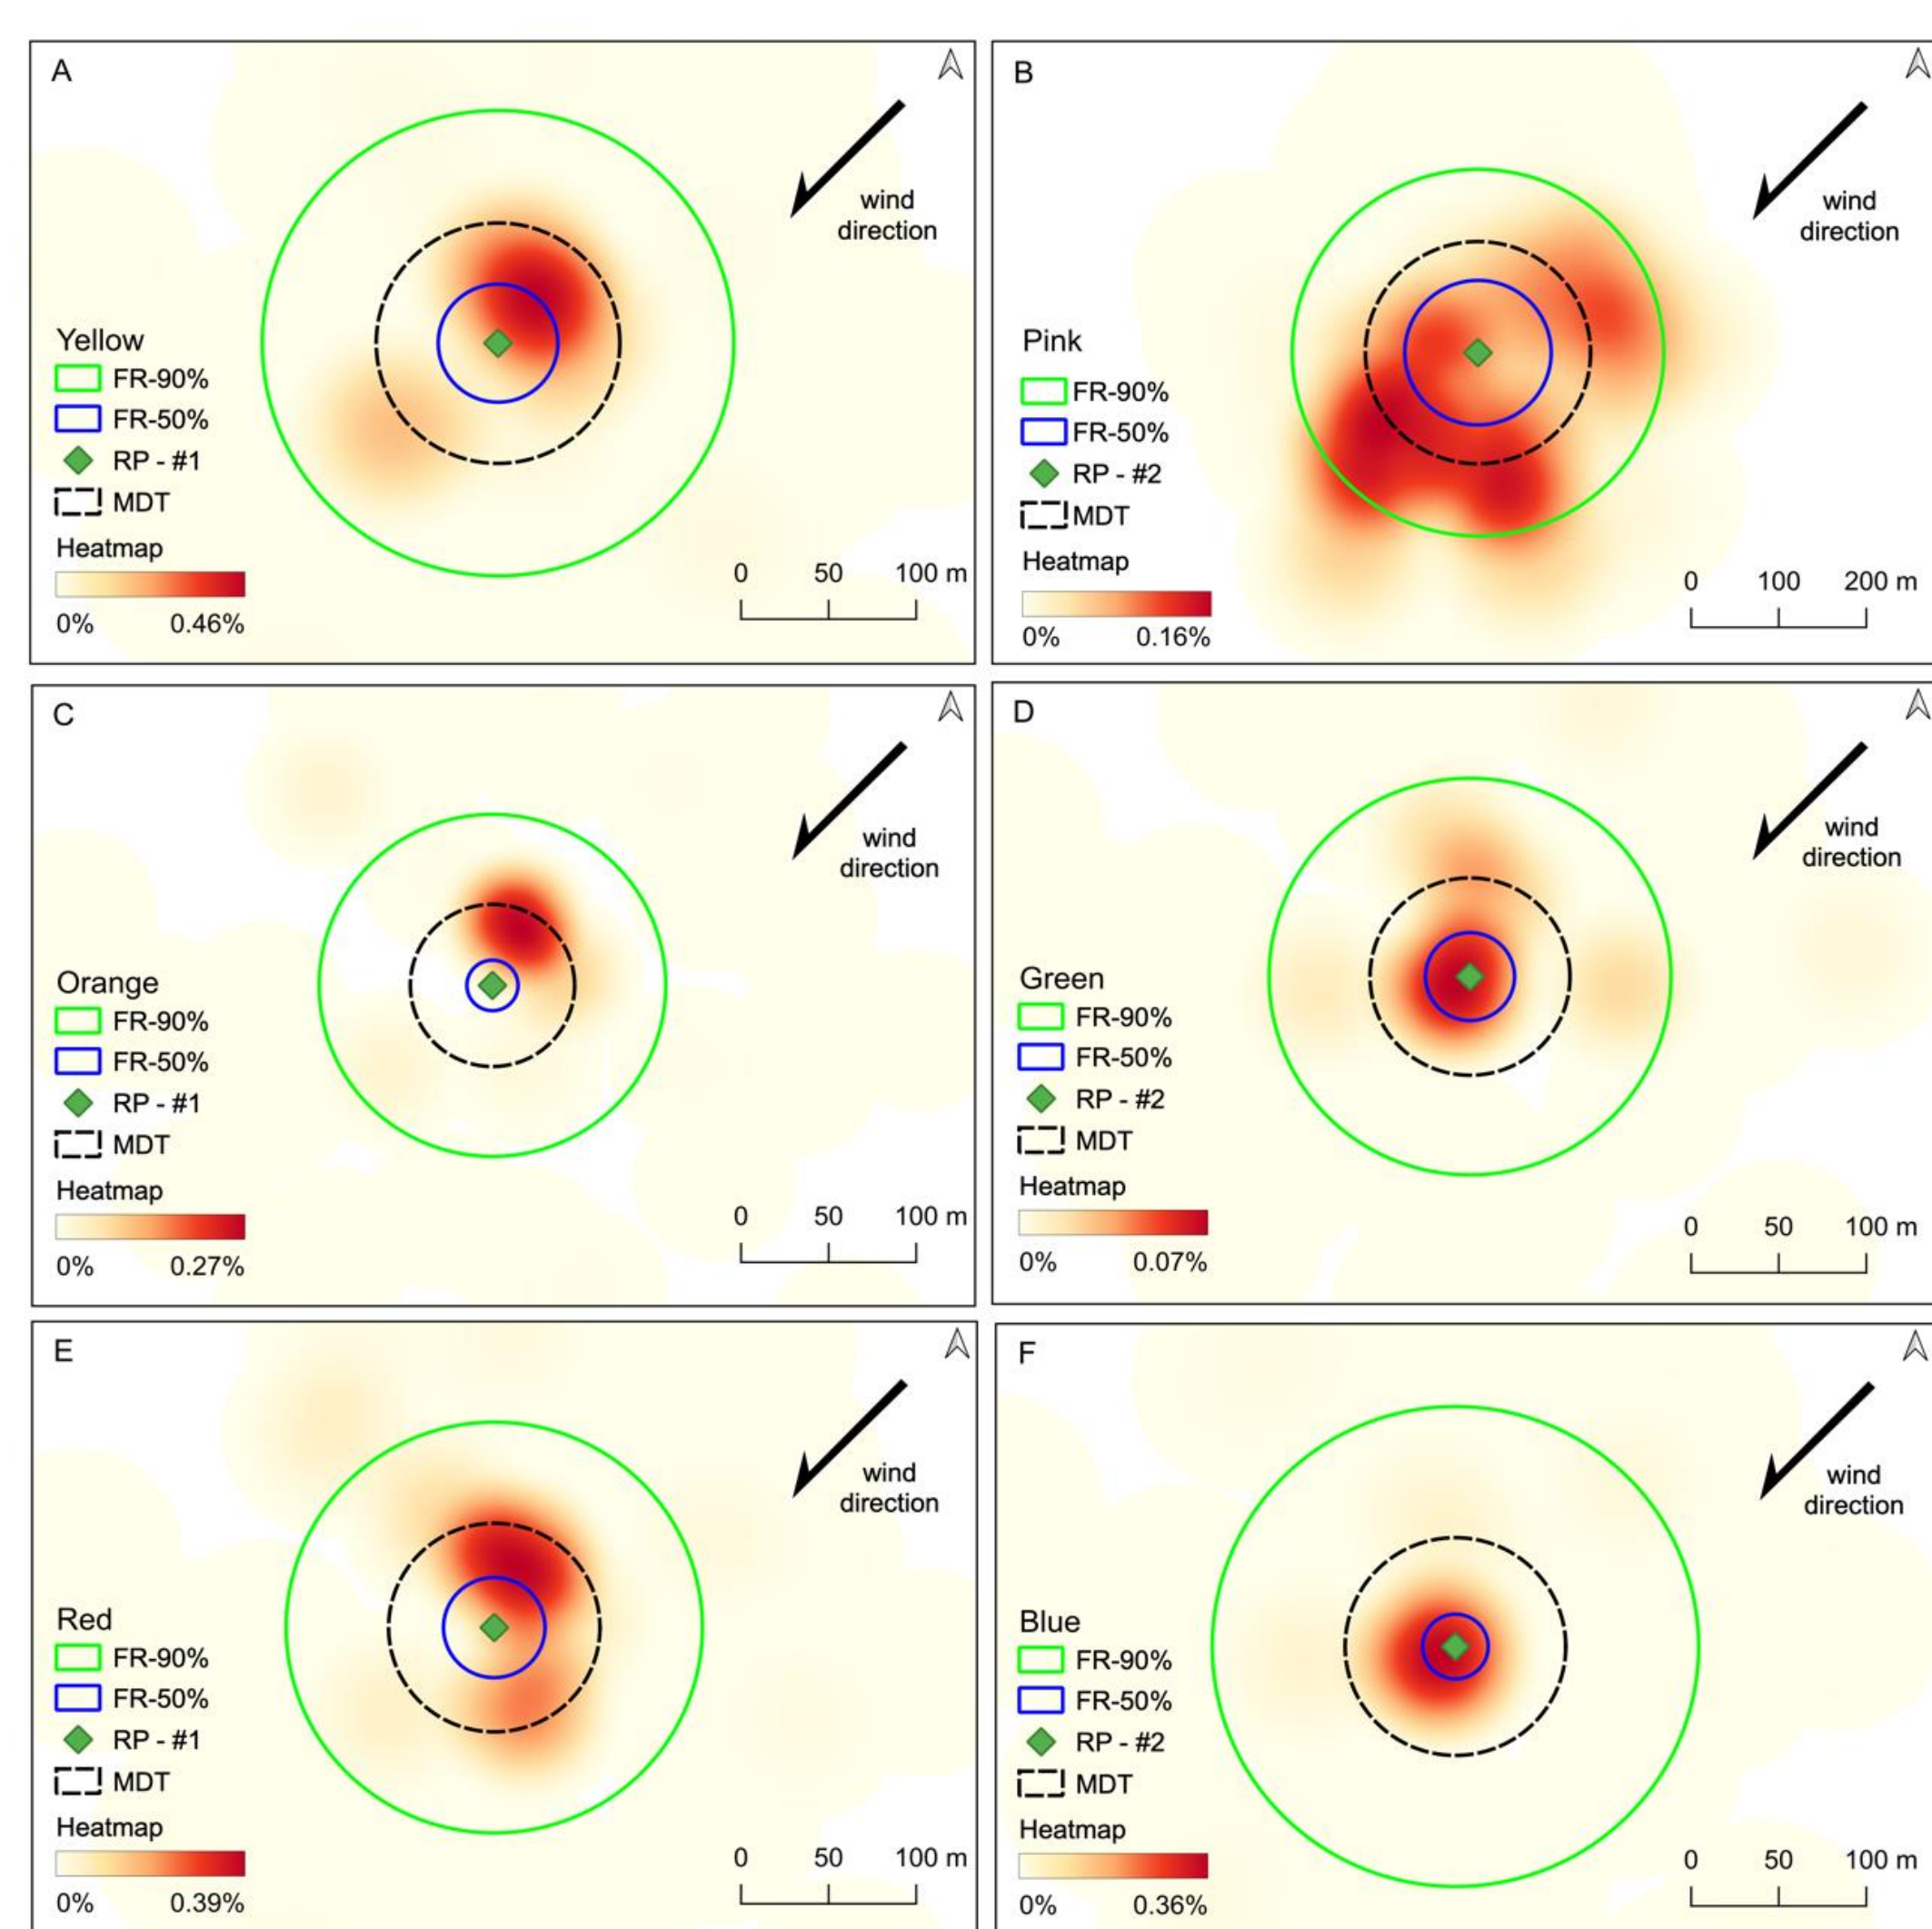 A
wind
direction
Yellow
FR-90%
FR-50%
RP - #1
MDT
Heatmap
0% 0.46%
0 50 100 m
B
wind
direction
Pink
FR-90%
FR-50%
RP - #2
MDT
Heatmap
0% 0.16%
0 100 200 m
C
wind
direction
Orange
FR-90%
FR-50%
RP - #1
MDT
Heatmap
0% 0.27%
0 50 100 m
D
wind
direction
Green
FR-90%
FR-50%
RP - #2
MDT
Heatmap
0% 0.07%
0 50 100 m
E
wind
direction
Red
FR-90%
FR-50%
RP - #1
MDT
Heatmap
0% 0.39%
0 50 100 m
F
wind
direction
Blue
FR-90%
FR-50%
RP - #2
MDT
Heatmap
0% 0.36%
0 50 100 m